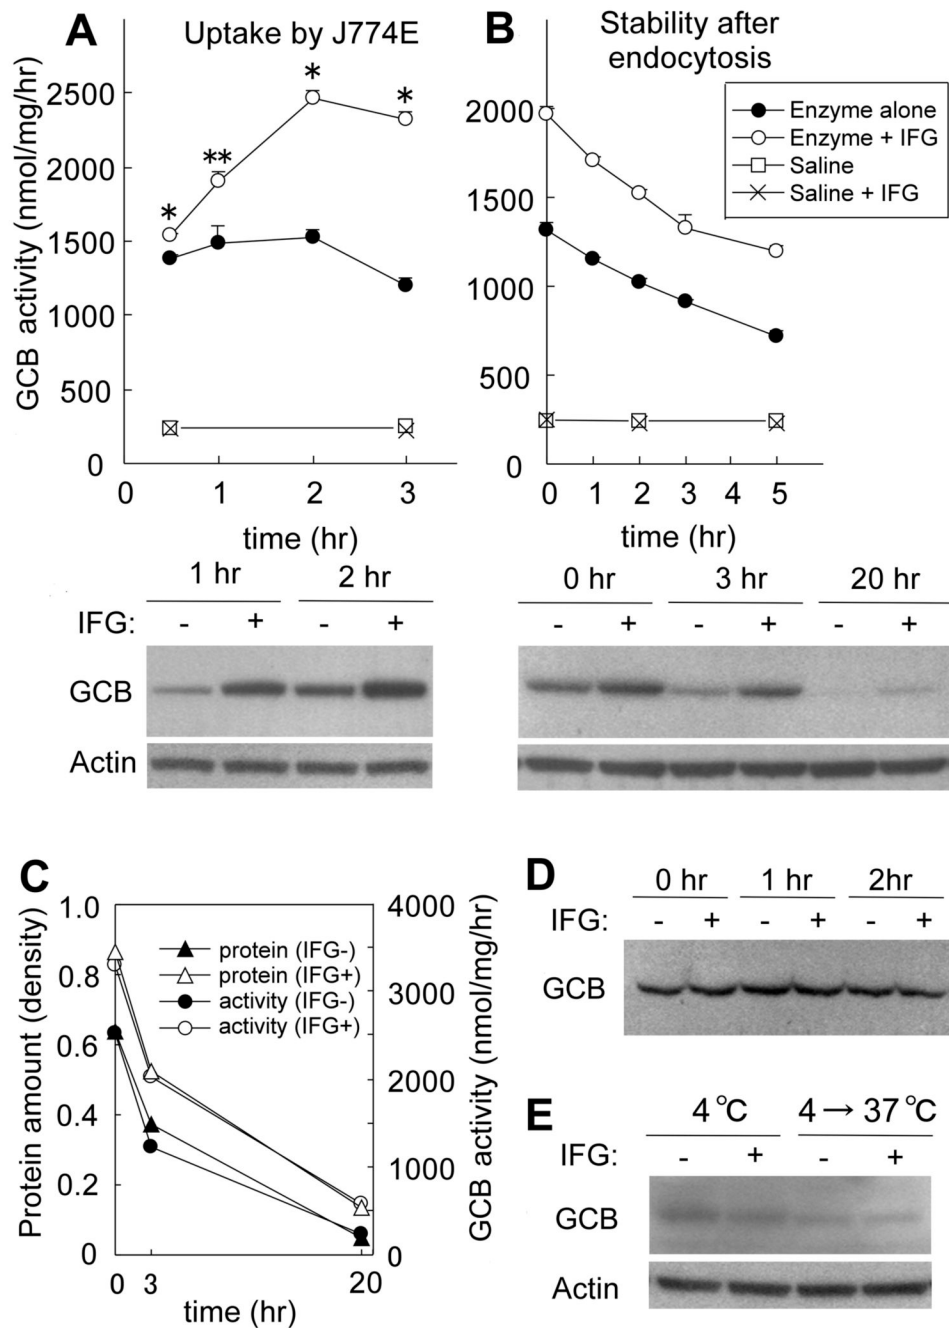 A Uptake by J774E
B Stability after endocytosis
GCB activity (nmol/mg/hr)
2500
2000
1500
1000
500
0
* ** * *
0 1 2 3
time (hr)
2000
1500
1000
500
0
0 1 2 3 4 5
time (hr)
Enzyme alone
Enzyme + IFG
Saline
Saline + IFG
1 hr 2 hr
IFG: - + - +
GCB
Actin
0 hr 3 hr 20 hr
- + - + - +
C
Protein amount (density)
1.0
0.8
0.6
0.4
0.2
0
protein (IFG-)
protein (IFG+)
activity (IFG-)
activity (IFG+)
4000
3000
2000
1000
0
GCB activity (nmol/mg/hr)
0 3 20
time (hr)
D
0 hr 1 hr 2hr
IFG: - + - + - +
GCB
E
4 °C 4 → 37 °C
IFG: - + - +
GCB
Actin